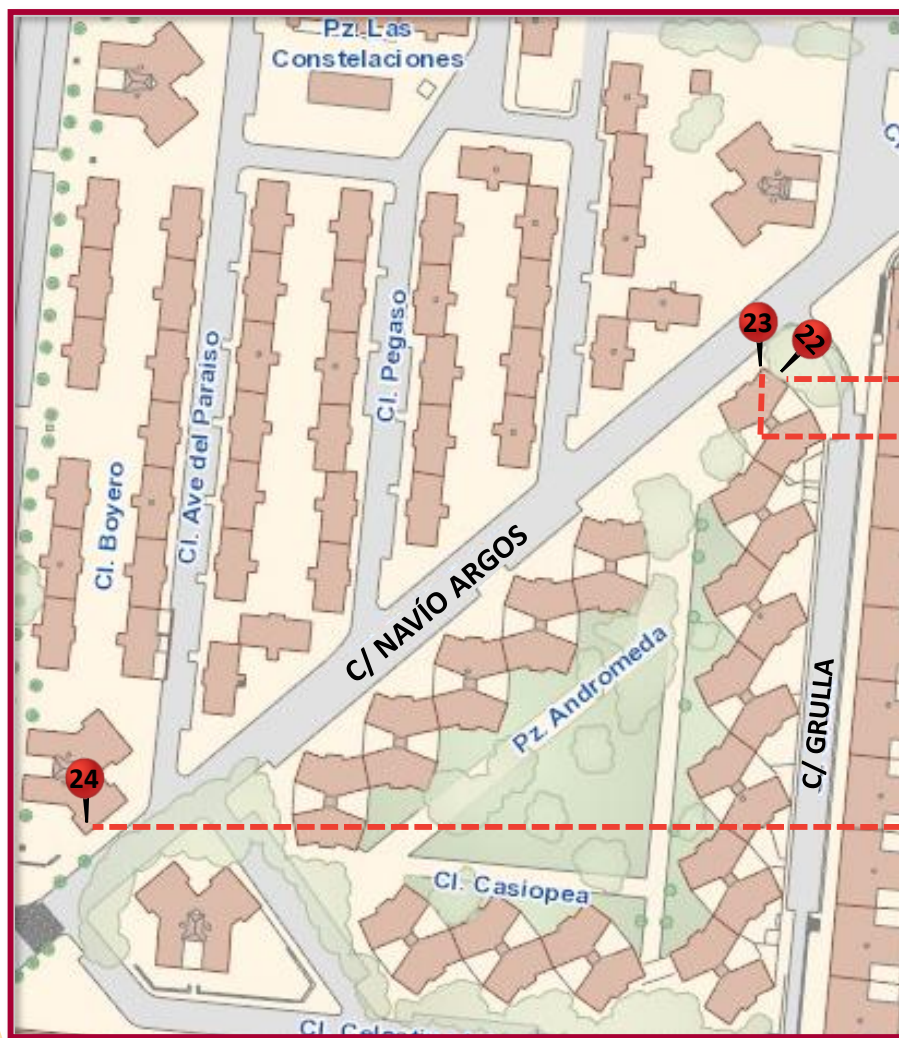 Pz. Las
Constelaciones
23
22
Cl. Pegaso
Cl. Ave del Paraiso
Cl. Boyero
C/ NAVÍO ARGOS
Pz. Andromeda
C/ GRULLA
24
Cl. Casiopea